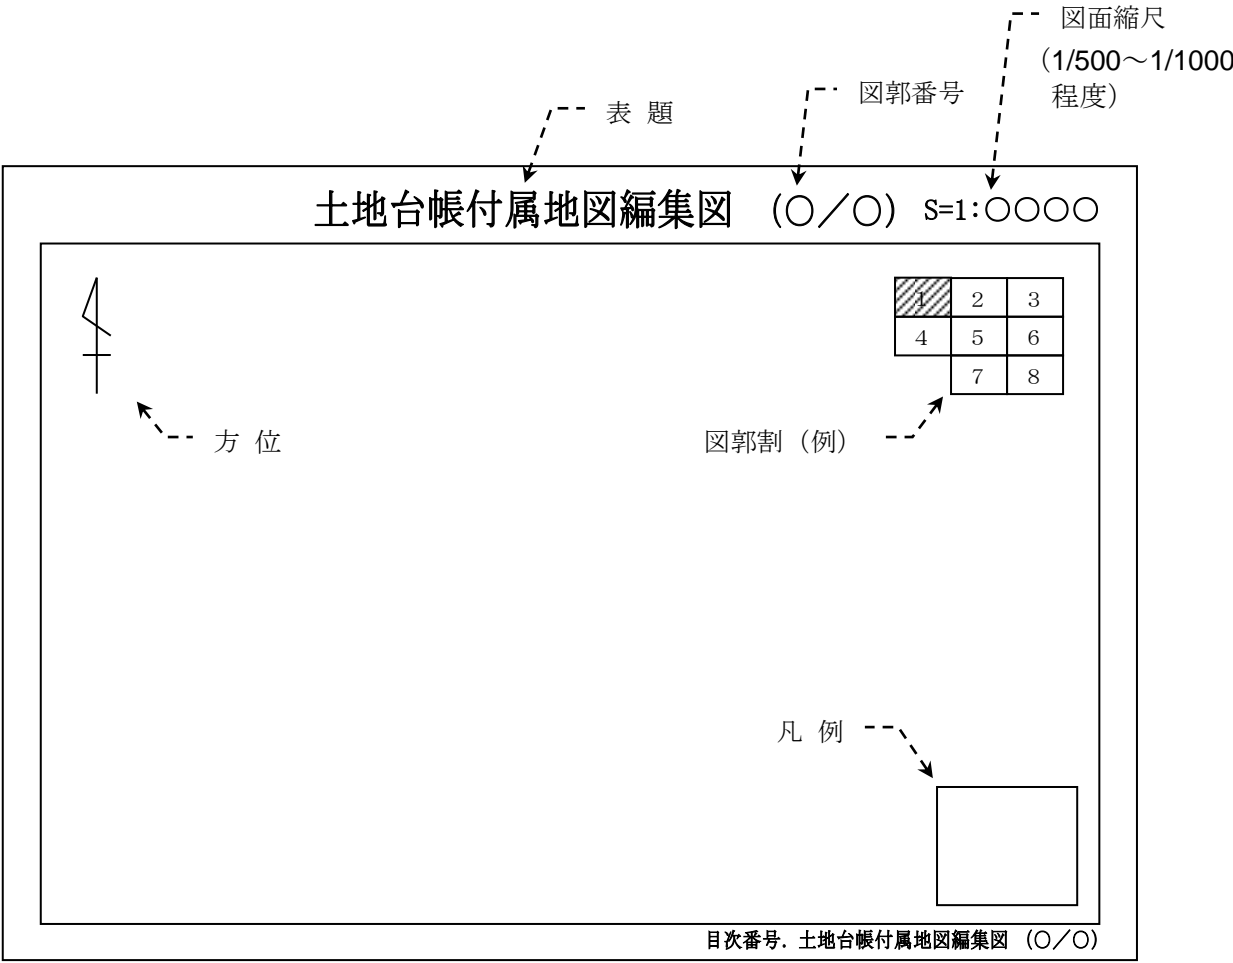 図面縮尺
(1/500～1/1000
程度)
図郭番号
表 題
土地台帳付属地図編集図 (○/○) S=1:○○○○
1 2 3
4 5 6
7 8
方 位
図郭割 (例)
凡 例
目次番号. 土地台帳付属地図編集図 (○/○)